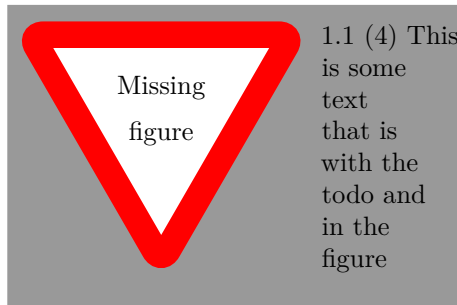 Missing
figure
1.1 (4) This
is some
text
that is
with the
todo and
in the
figure